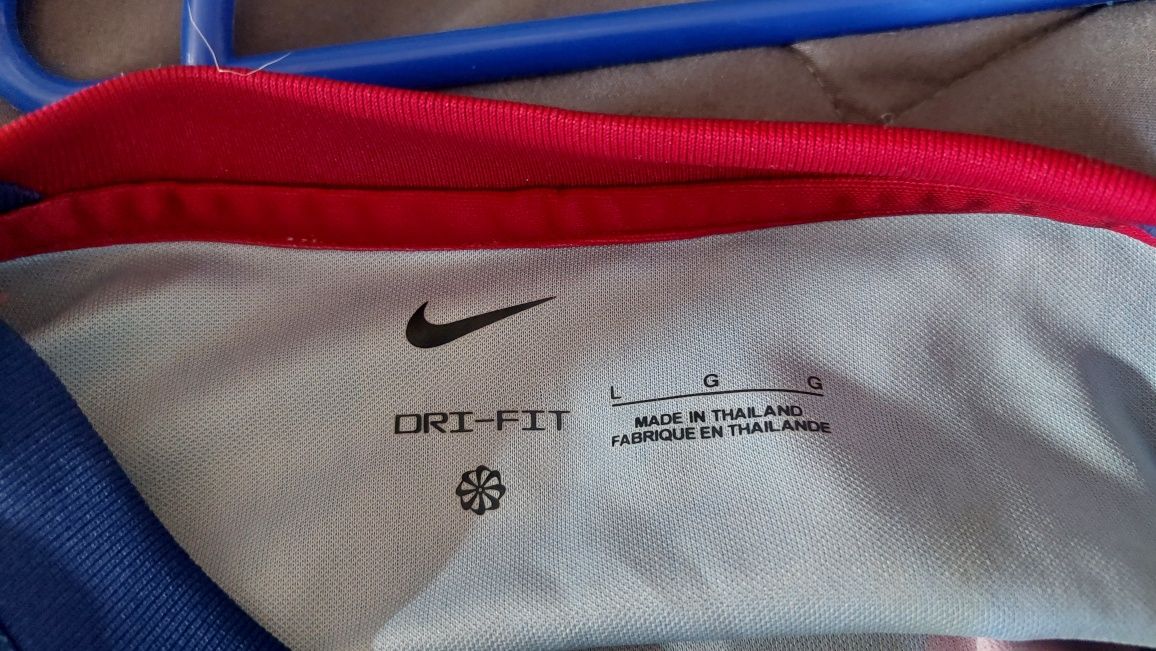 DRI-FIT
L G G
MADE IN THAILAND
FABRIQUE EN THAILANDE